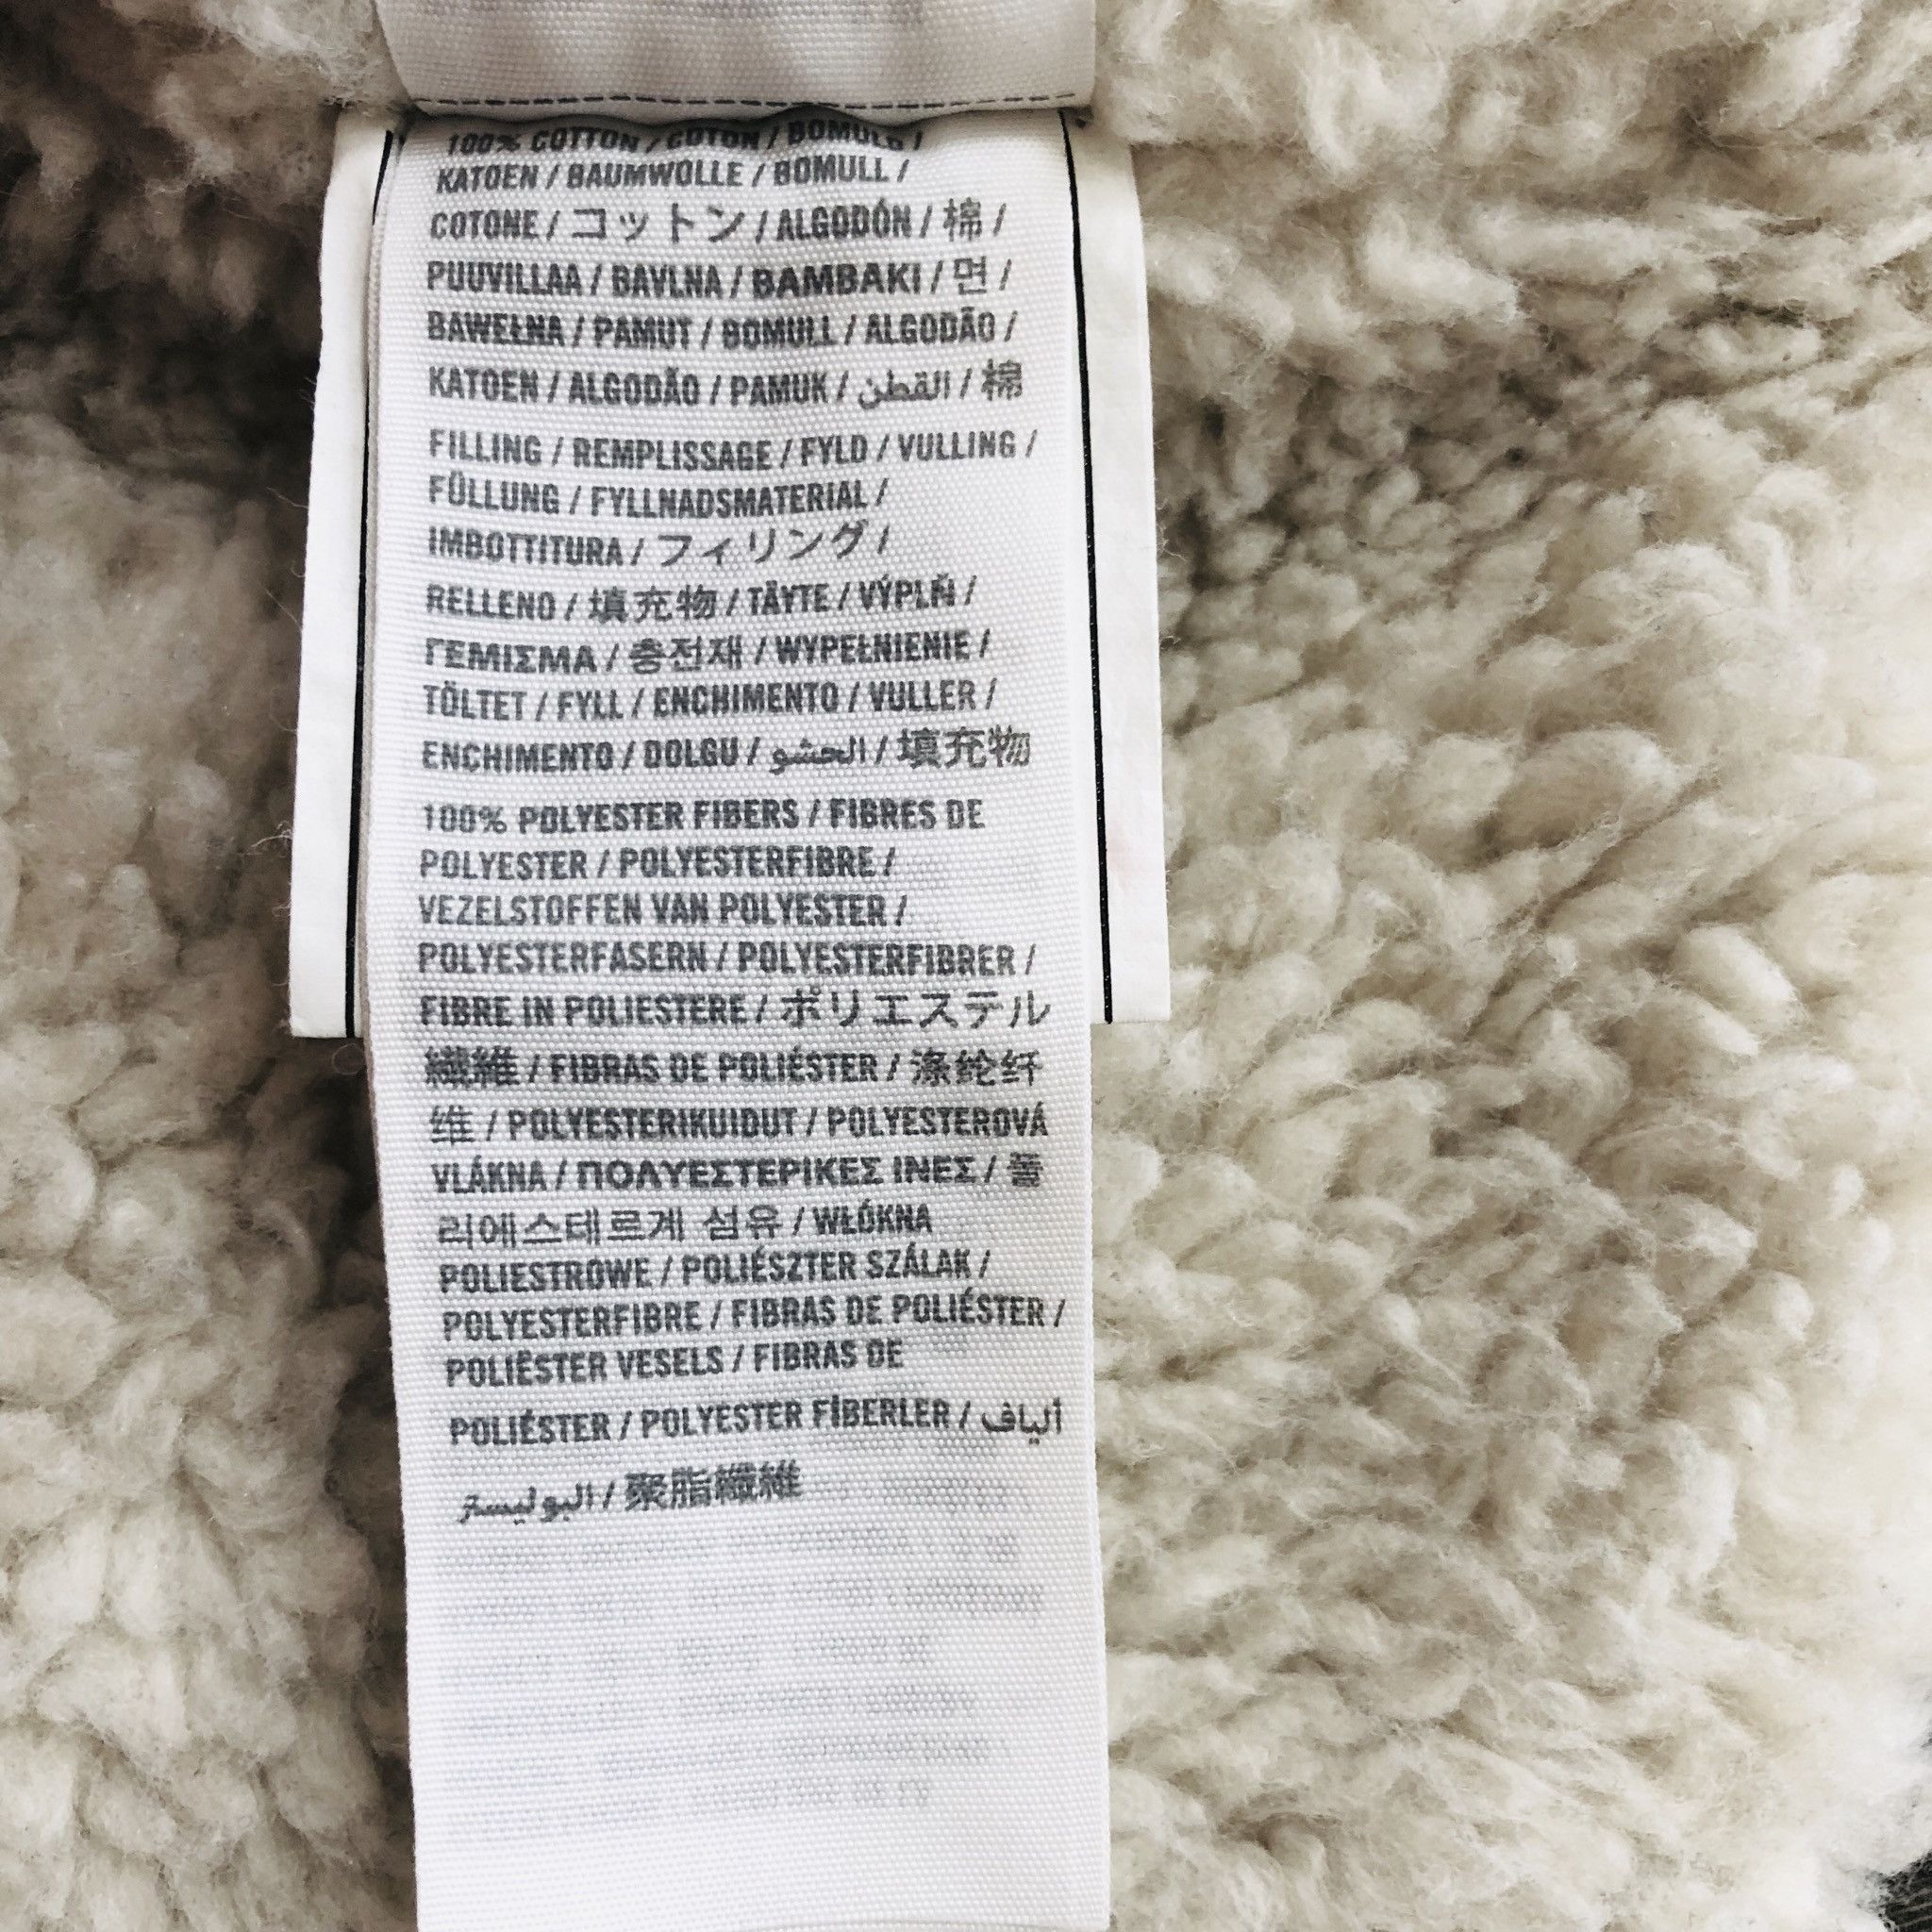 100% COTTON / COTON / BOMULD /
KATOEN / BAUMWOLLE / BOMULL /
COTONE / コットン / ALGODÓN / 棉 /
PUUVILLAA / BAVLNA / BAMBAKI / 면 /
BAWEŁNA / PAMUT / BOMULL / ALGODÃO /
KATOEN / ALGODÃO / PAMUK / القطن / 棉
FILLING / REMPLISSAGE / FYLD / VULLING /
FÜLLUNG / FYLLNADSMATERIAL /
IMBOTTITURA / フィリング /
RELLENO / 填充物 / TÄYTE / VÝPLŇ /
ΓΕΜΙΣΜΑ / 충전재 / WYPEŁNIENIE /
TÖLTET / FYLL / ENCHIMENTO / VULLER /
ENCHIMENTO / DOLGU / الحشو / 填充物
100% POLYESTER FIBERS / FIBRES DE
POLYESTER / POLYESTERFIBRE /
VEZELSTOFFEN VAN POLYESTER /
POLYESTERFASERN / POLYESTERFIBRER /
FIBRE IN POLIESTERE / ポリエステル
繊維 / FIBRAS DE POLIÉSTER / 涤纶纤
维 / POLYESTERIKUIDUT / POLYESTEROVÁ
VLÁKNA / ΠΟΛΥΕΣΤΕΡΙΚΕΣ ΙΝΕΣ / 폴
리에스테르계 섬유 / WŁÓKNA
POLIESTROWE / POLIÉSZTER SZÁLAK /
POLYESTERFIBRE / FIBRAS DE POLIÉSTER /
POLIËSTER VESELS / FIBRAS DE
POLIÉSTER / POLYESTER FİBERLER / ألياف
البوليستر / 聚脂纖維